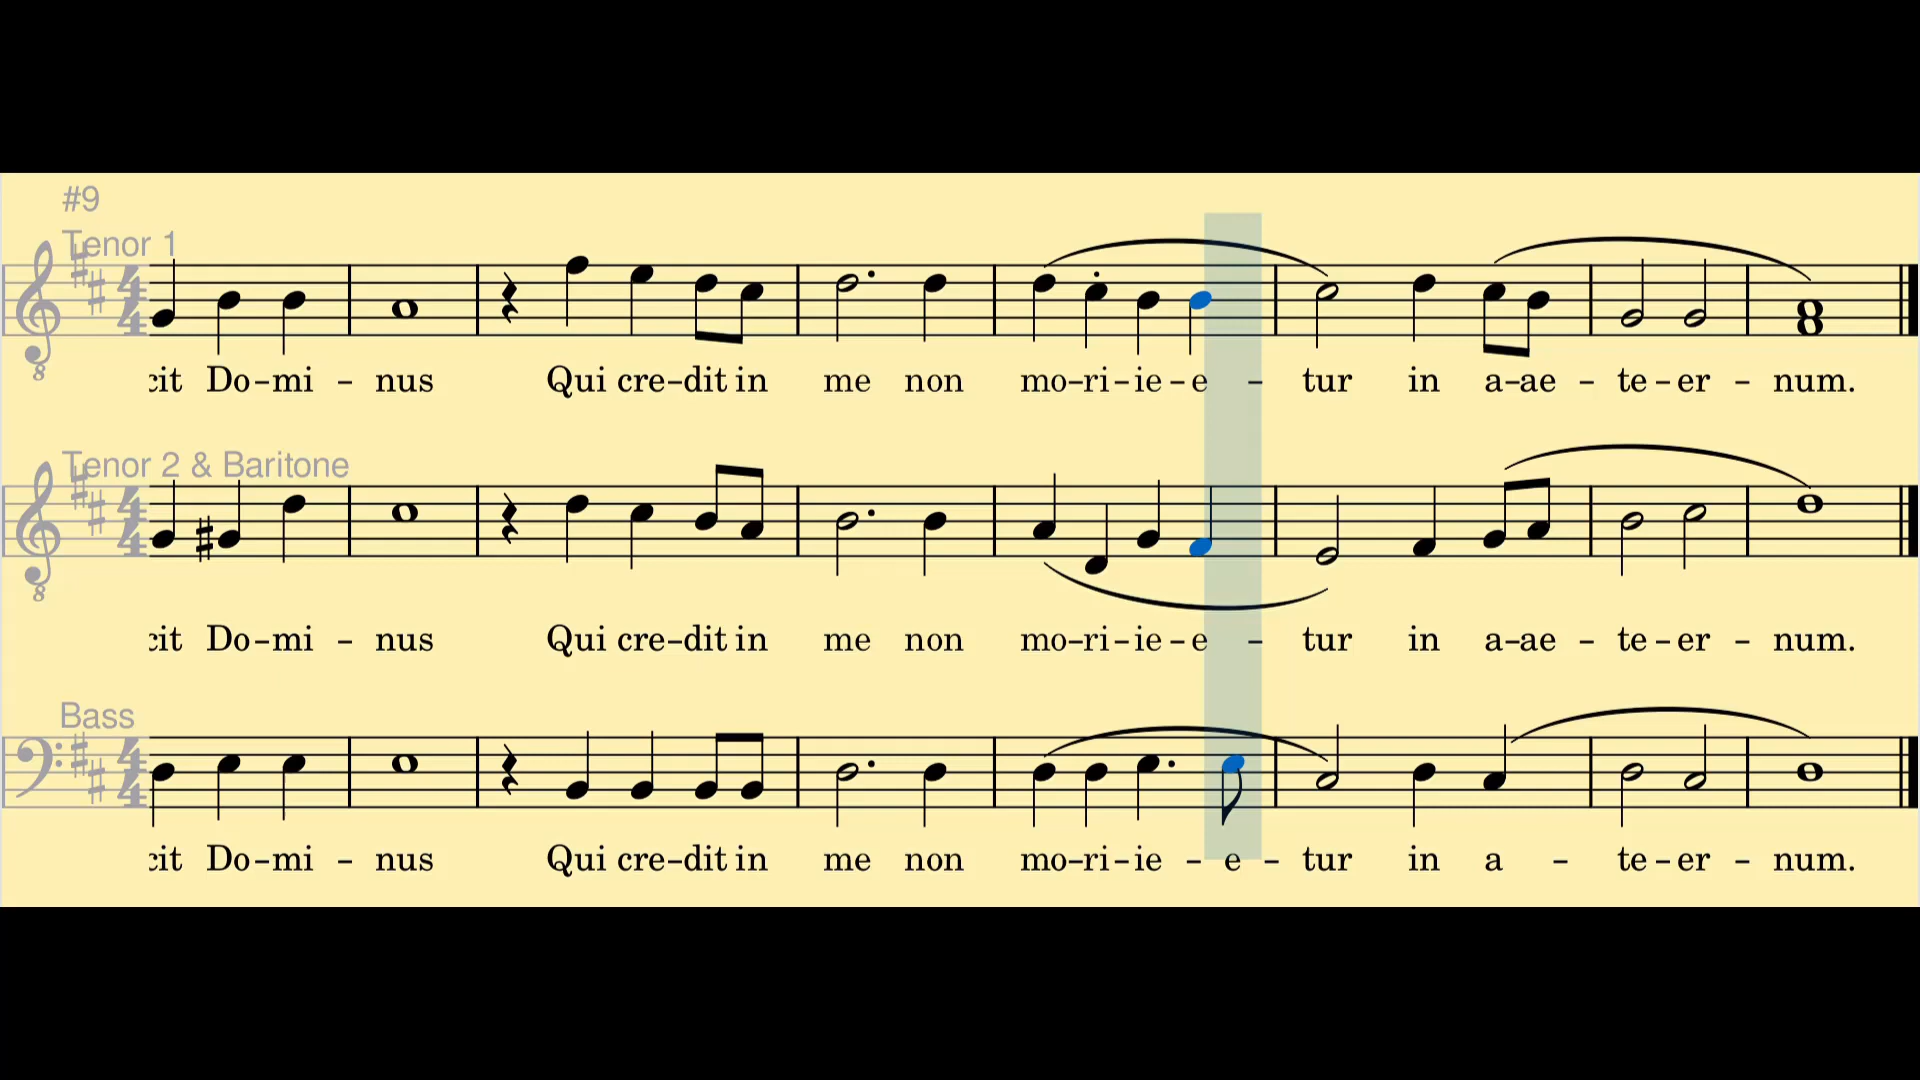 #9
Tenor 1
cit Do-mi - nus Qui cre-dit in me non mo-ri-ie-e - tur in a-ae - te-er - num.
Tenor 2 & Baritone
cit Do-mi - nus Qui cre-dit in me non mo-ri-ie-e - tur in a-ae - te-er - num.
Bass
cit Do-mi - nus Qui cre-dit in me non mo-ri-ie - e - tur in a - te-er - num.